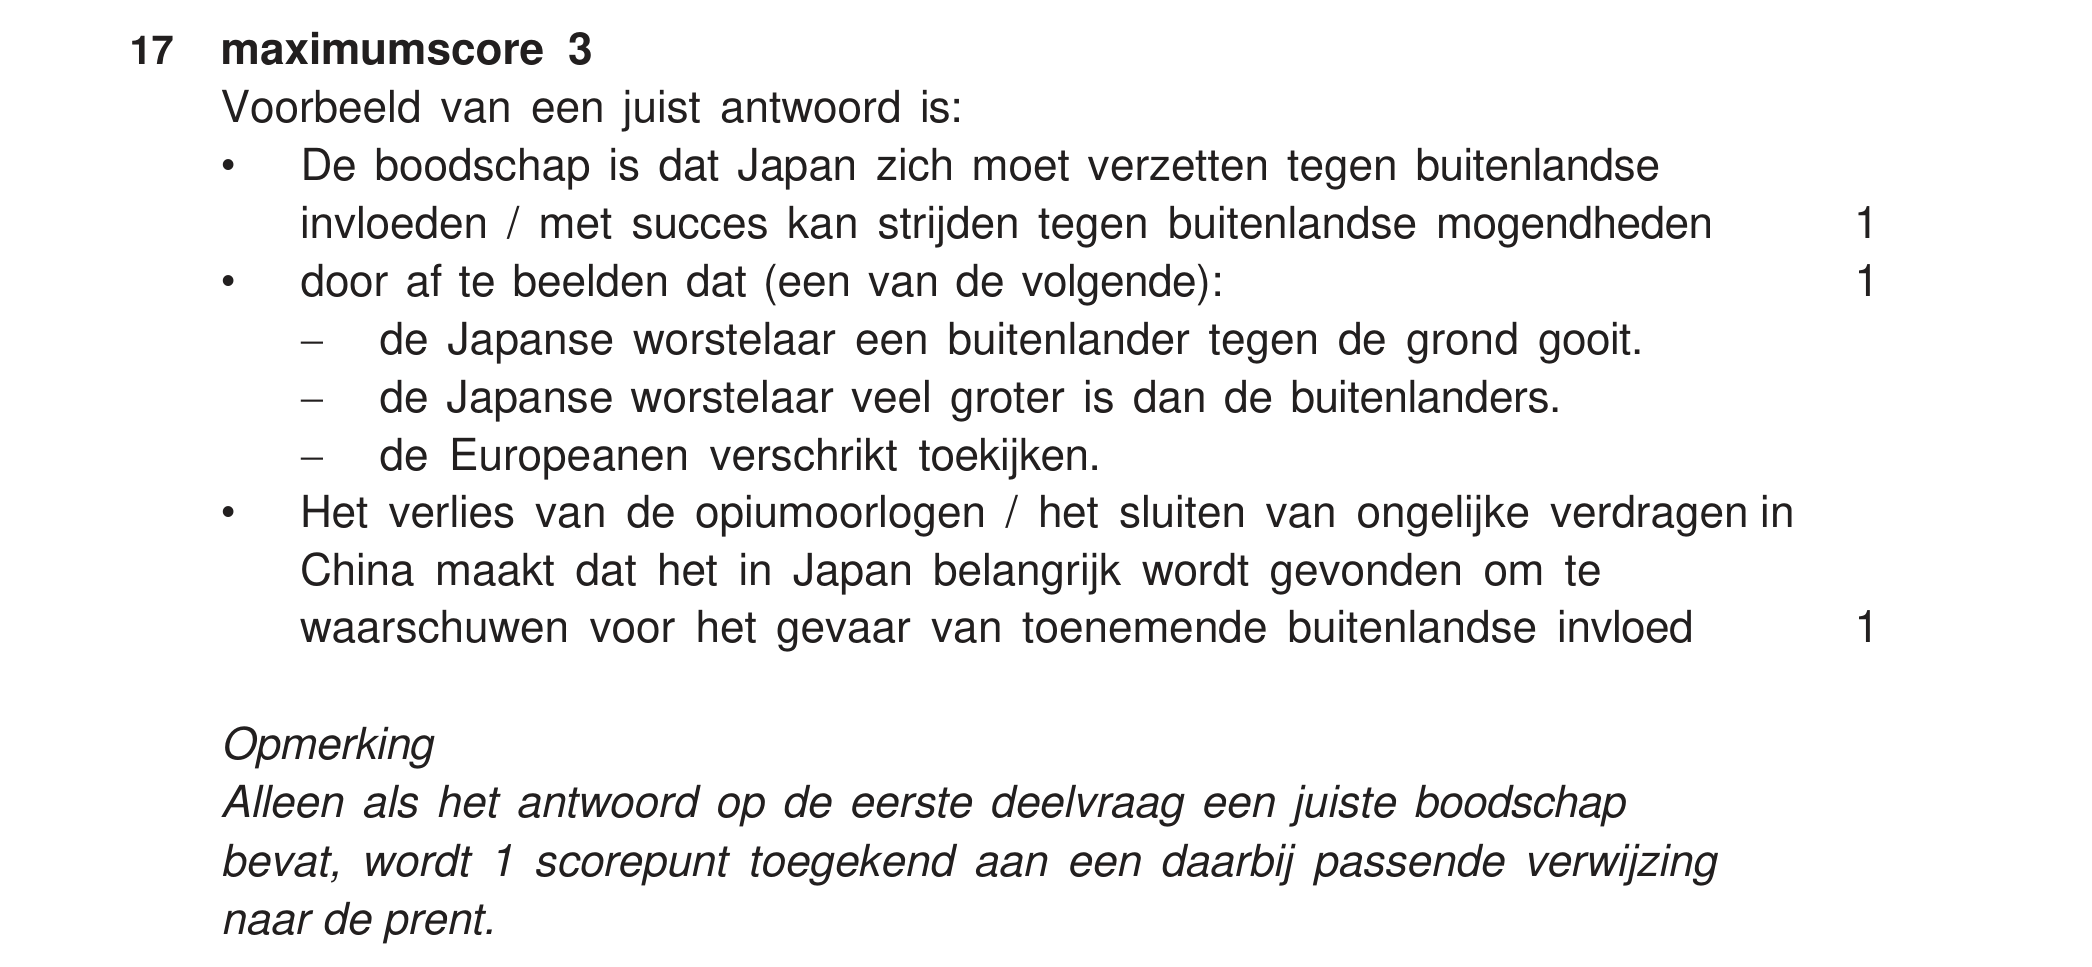 17 maximumscore 3
Voorbeeld van een juist antwoord is:
• De boodschap is dat Japan zich moet verzetten tegen buitenlandse
invloeden / met succes kan strijden tegen buitenlandse mogendheden 1
• door af te beelden dat (een van de volgende): 1
− de Japanse worstelaar een buitenlander tegen de grond gooit.
− de Japanse worstelaar veel groter is dan de buitenlanders.
− de Europeanen verschrikt toekijken.
• Het verlies van de opiumoorlogen / het sluiten van ongelijke verdragen in
China maakt dat het in Japan belangrijk wordt gevonden om te
waarschuwen voor het gevaar van toenemende buitenlandse invloed 1
Opmerking
Alleen als het antwoord op de eerste deelvraag een juiste boodschap
bevat, wordt 1 scorepunt toegekend aan een daarbij passende verwijzing
naar de prent.